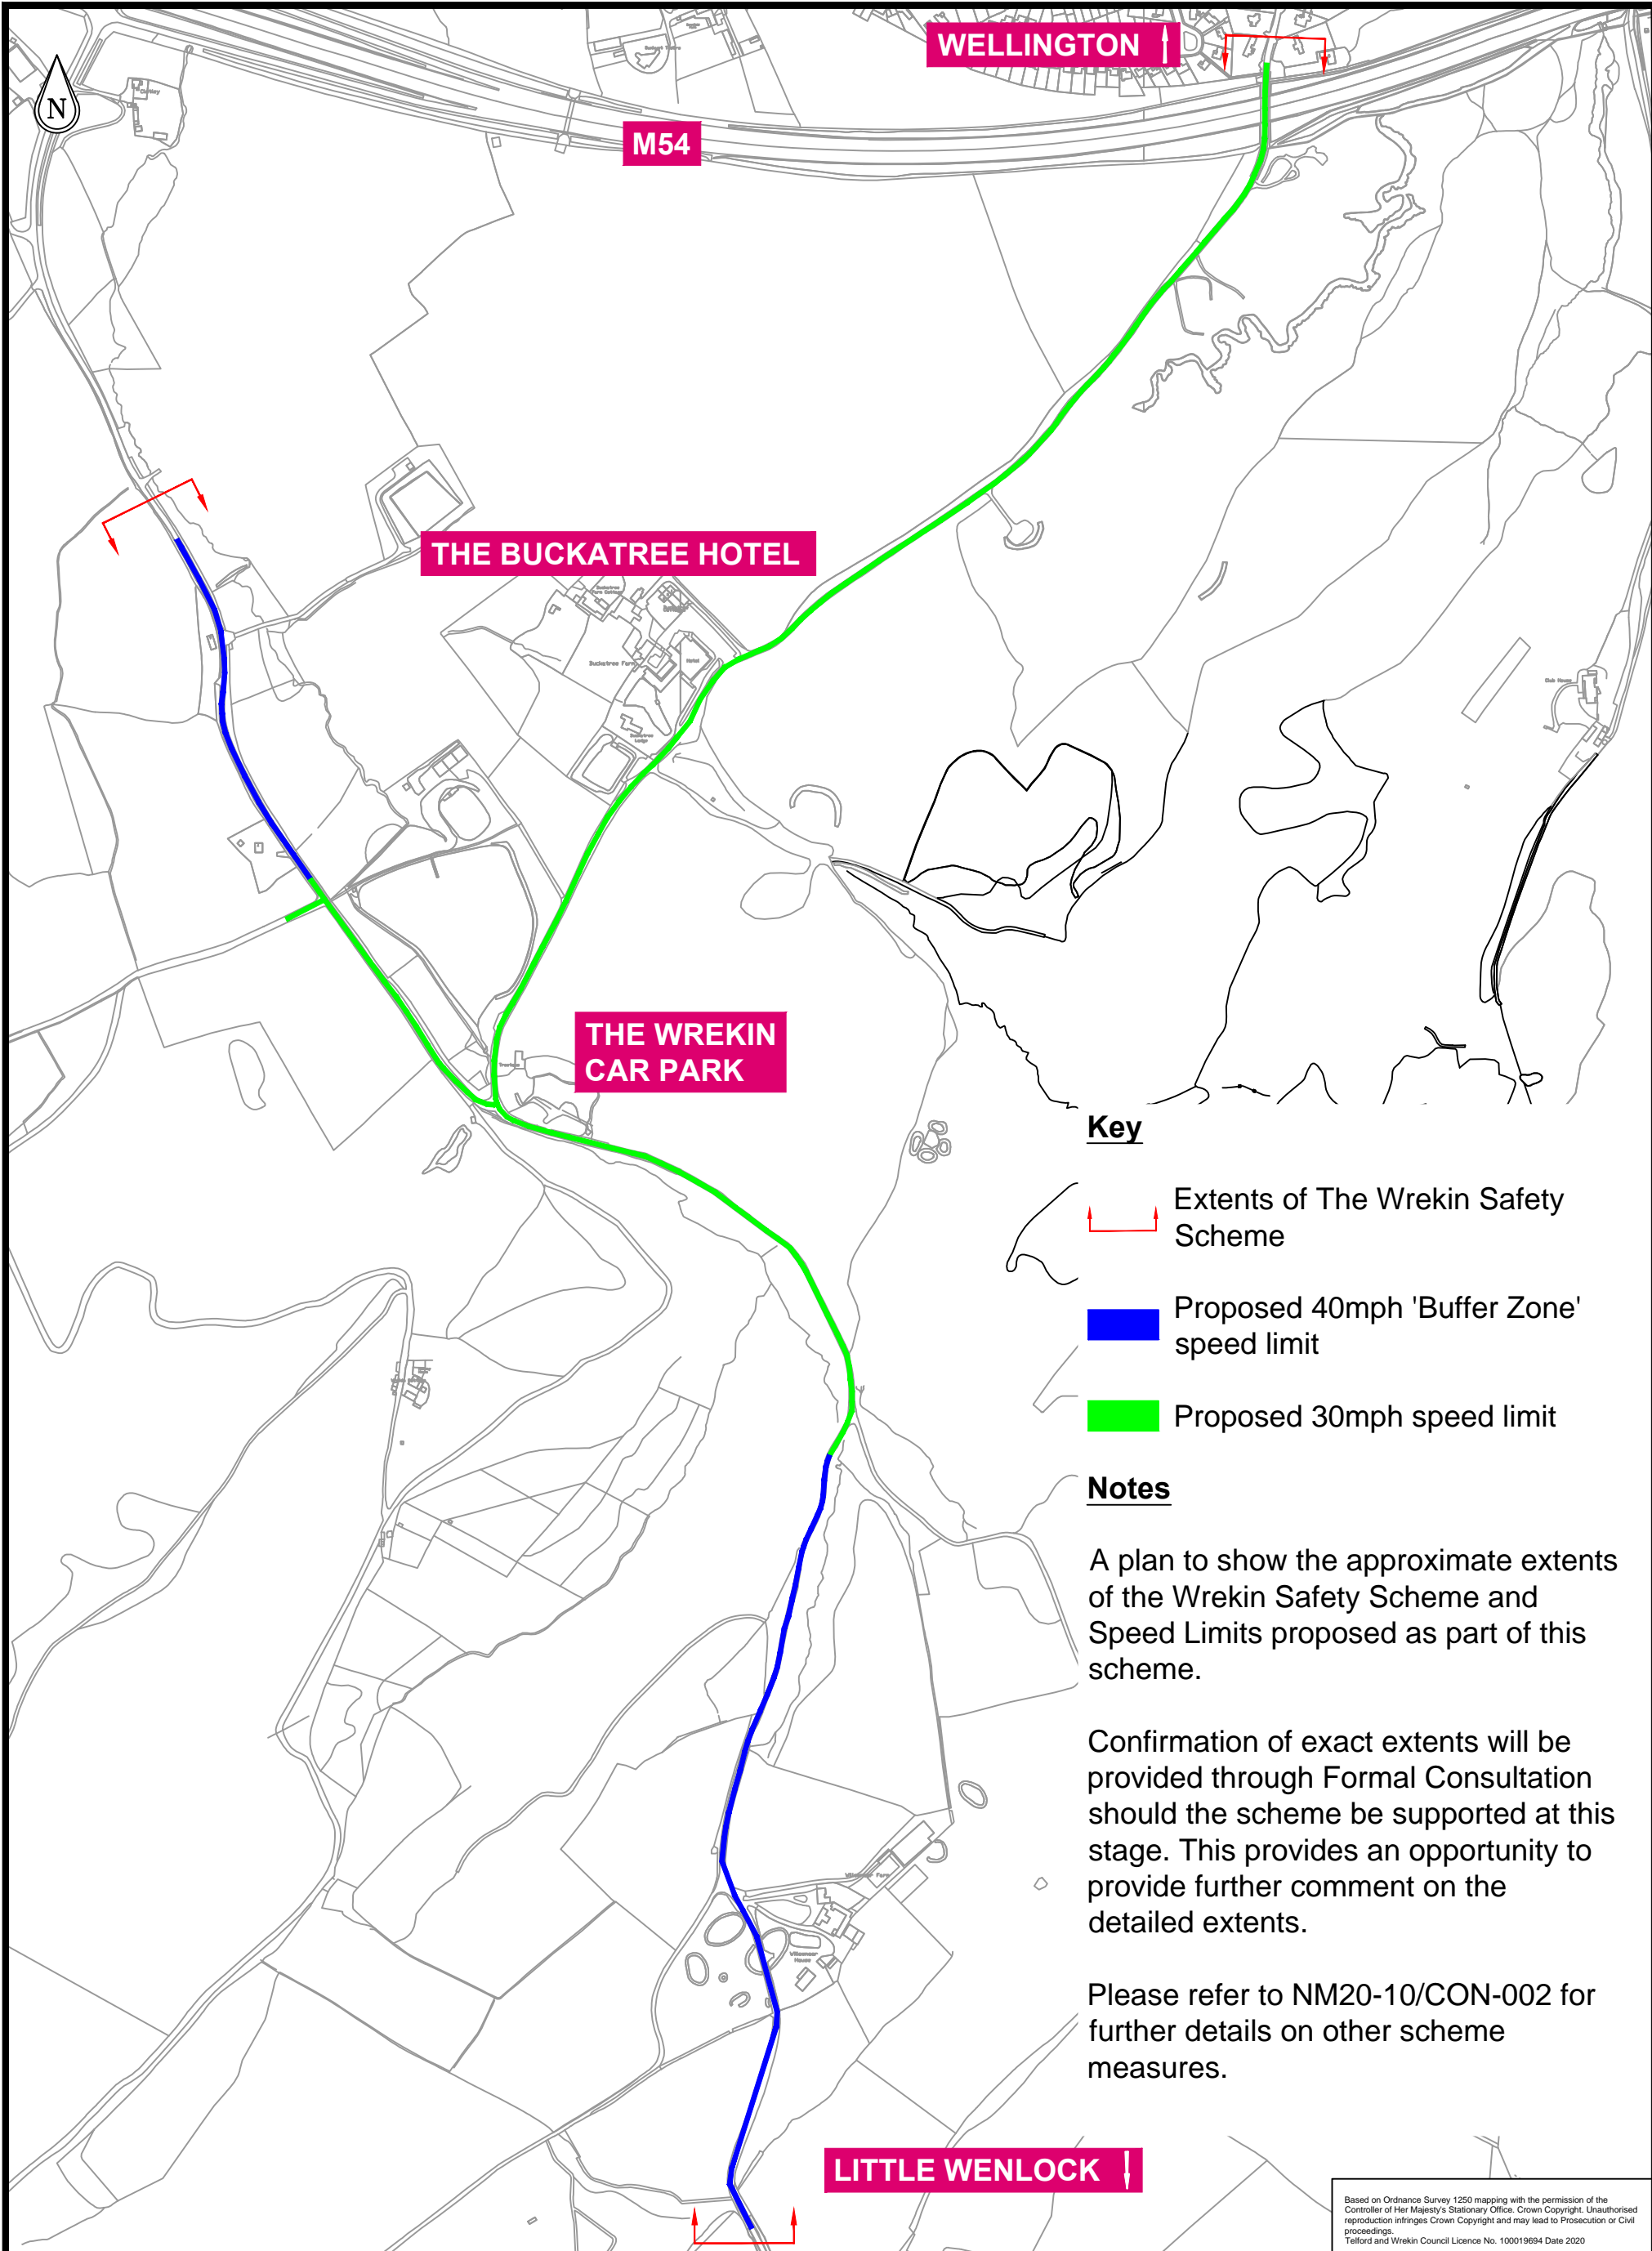 WELLINGTON
N
M54
THE BUCKATREE HOTEL
Buckatree Farm
Hotel
Buckatree
Lodge
Club House
THE WREKIN
CAR PARK
Key
Extents of The Wrekin Safety
Scheme
Proposed 40mph 'Buffer Zone'
speed limit
Proposed 30mph speed limit
Notes
A plan to show the approximate extents
of the Wrekin Safety Scheme and
Speed Limits proposed as part of this
scheme.
Confirmation of exact extents will be
provided through Formal Consultation
should the scheme be supported at this
stage. This provides an opportunity to
provide further comment on the
detailed extents.
Please refer to NM20-10/CON-002 for
further details on other scheme
measures.
LITTLE WENLOCK
Based on Ordnance Survey 1250 mapping with the permission of the
Controller of Her Majesty's Stationary Office. Crown Copyright. Unauthorised
reproduction infringes Crown Copyright and may lead to Prosecution or Civil
proceedings.
Telford and Wrekin Council Licence No. 100019694 Date 2020